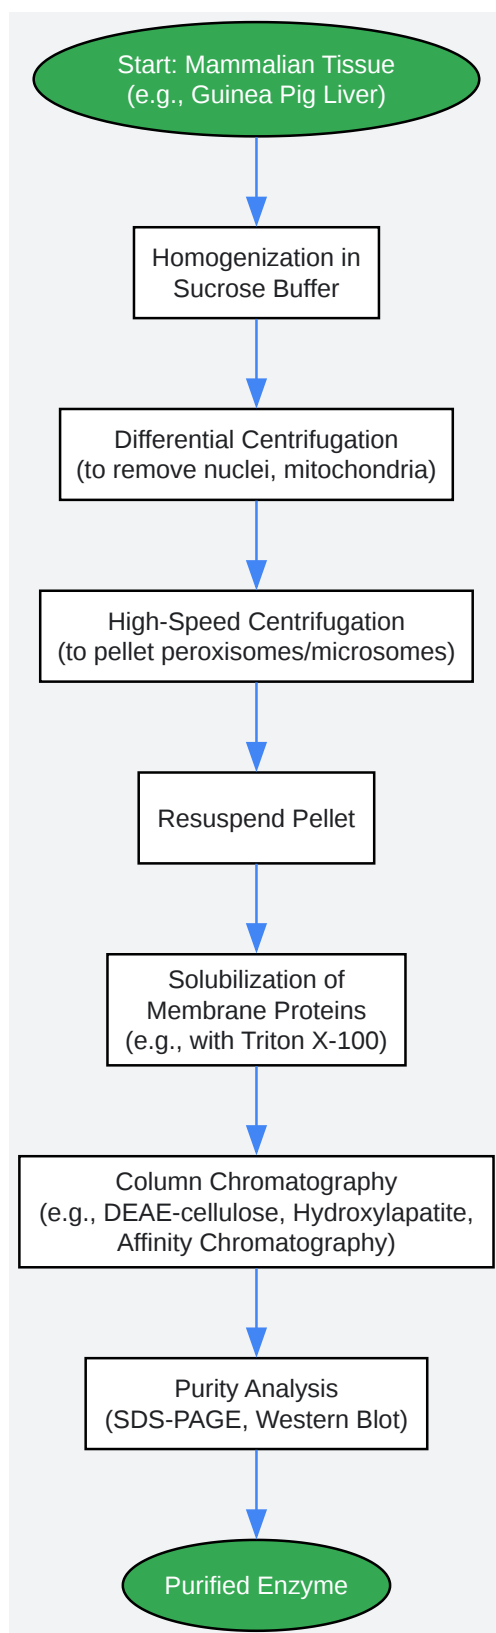 Start: Mammalian Tissue
(e.g., Guinea Pig Liver)
Homogenization in
Sucrose Buffer
Differential Centrifugation
(to remove nuclei, mitochondria)
High-Speed Centrifugation
(to pellet peroxisomes/microsomes)
Resuspend Pellet
Solubilization of
Membrane Proteins
(e.g., with Triton X-100)
Column Chromatography
(e.g., DEAE-cellulose, Hydroxylapatite,
Affinity Chromatography)
Purity Analysis
(SDS-PAGE, Western Blot)
Purified Enzyme